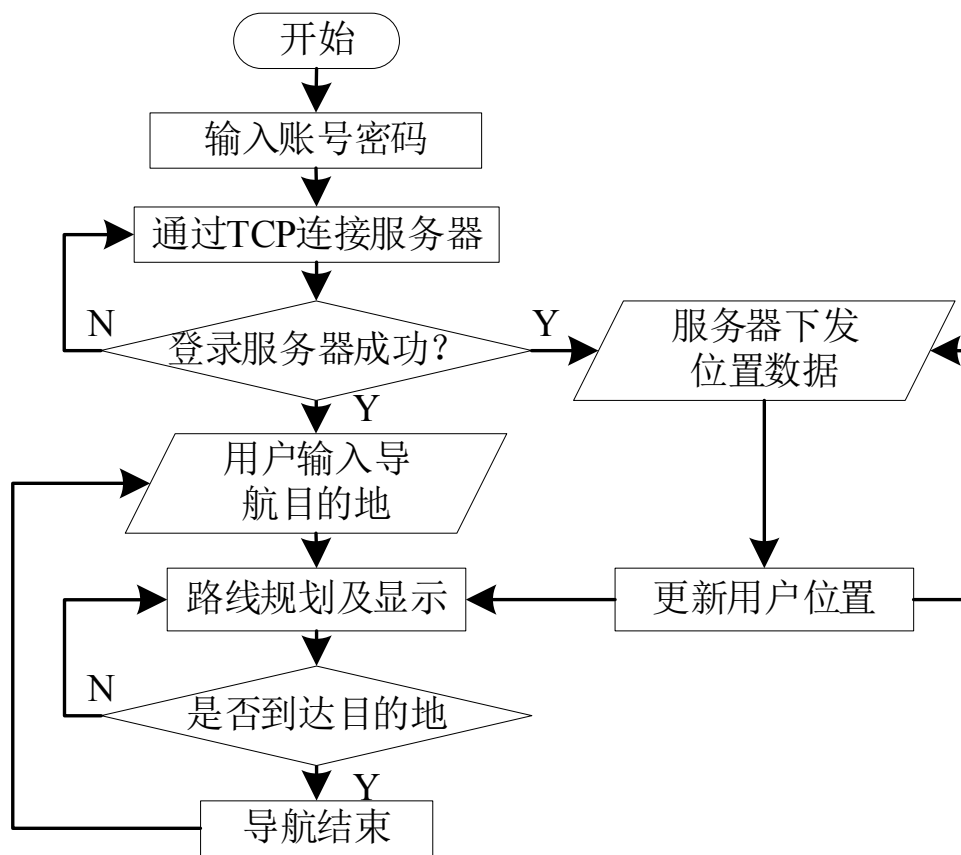 开始
输入账号密码
通过TCP连接服务器
N
登录服务器成功？
Y
服务器下发
位置数据
Y
用户输入导
航目的地
路线规划及显示
更新用户位置
N
是否到达目的地
Y
导航结束